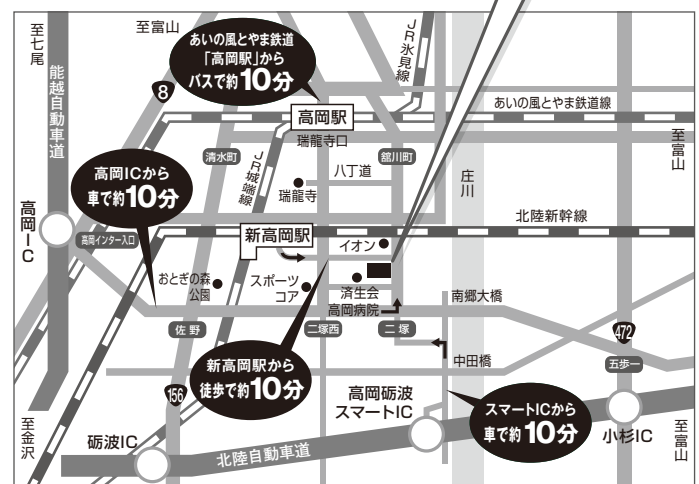 至七尾
至富山
あいの風とやま鉄道
「高岡駅」から
バスで約10分
JR氷見線
能越自動車道
8
高岡駅
あいの風とやま鉄道線
瑞龍寺口
至富山
清水町
舘川町
八丁道
庄川
JR城端線
瑞龍寺
高岡ICから
車で約10分
高岡IC
高岡インター入口
新高岡駅
北陸新幹線
イオン
おとぎの森
公園
スポーツ
コア
済生会
高岡病院
南郷大橋
佐野
二塚西
二塚
472
中田橋
五歩一
新高岡駅から
徒歩で約10分
156
高岡砺波
スマートIC
スマートICから
車で約10分
小杉IC
至金沢
砺波IC
北陸自動車道
至富山